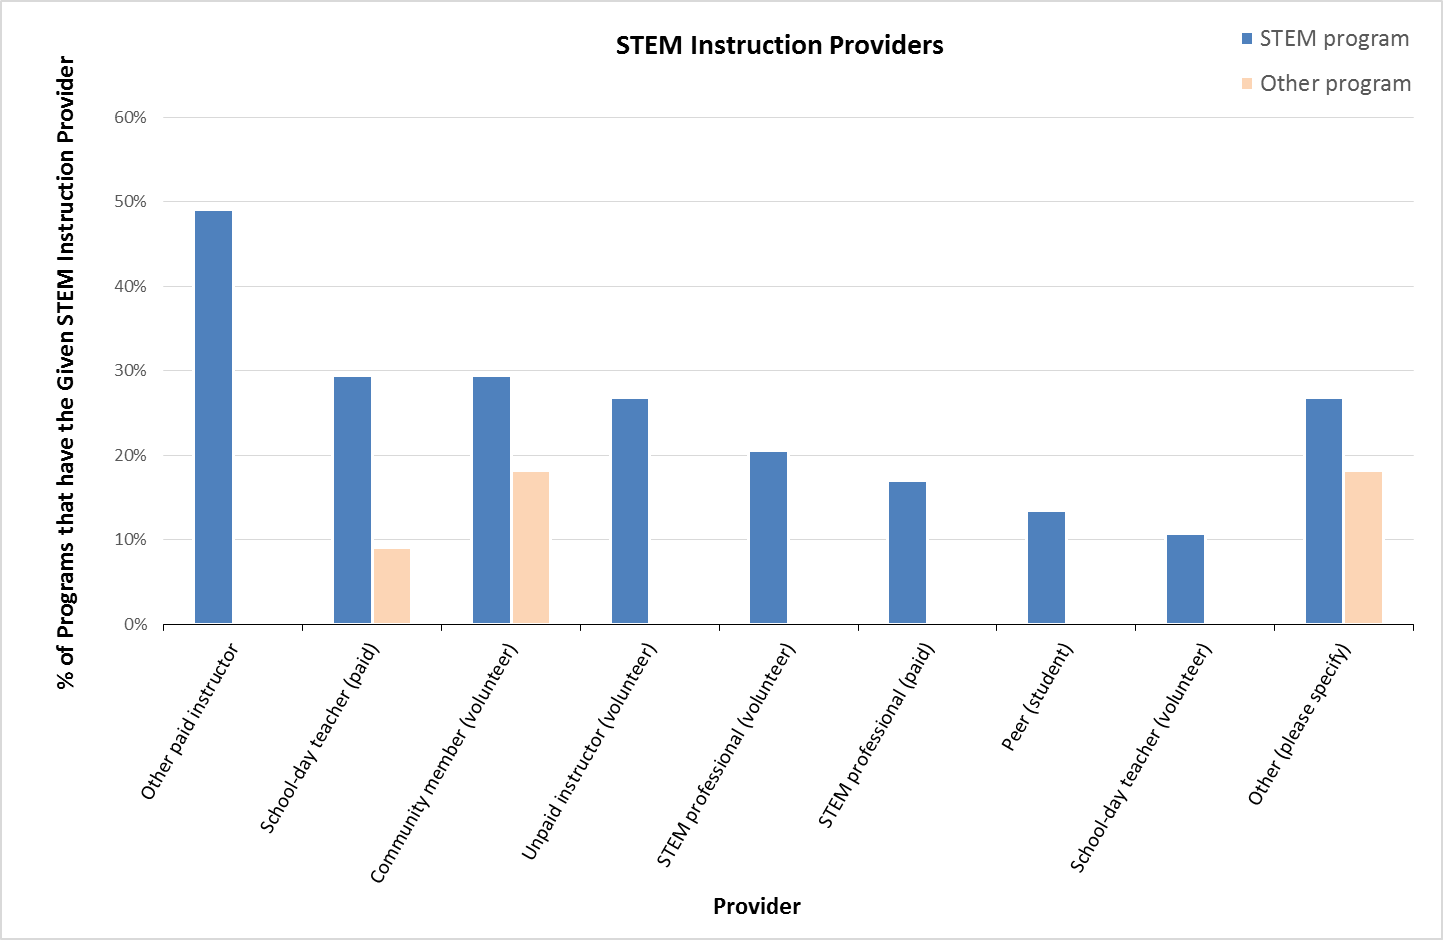 STEM Instruction Providers
STEM program
Other program
% of Programs that have the Given STEM Instruction Provider
60%
50%
40%
30%
20%
10%
0%
Other paid instructor
School-day teacher (paid)
Community member (volunteer)
Unpaid instructor (volunteer)
STEM professional (volunteer)
STEM professional (paid)
Peer (student)
School-day teacher (volunteer)
Other (please specify)
Provider